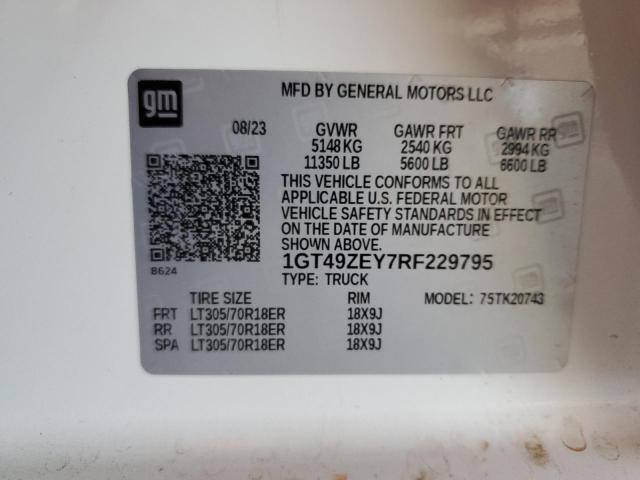 gm
MFD BY GENERAL MOTORS LLC
08/23 GVWR GAWR FRT GAWR RR
5148 KG 2540 KG 2994 KG
11350 LB 5600 LB 6600 LB
THIS VEHICLE CONFORMS TO ALL
APPLICABLE U.S. FEDERAL MOTOR
VEHICLE SAFETY STANDARDS IN EFFECT
ON THE DATE OF MANUFACTURE
SHOWN ABOVE.
8624
1GT49ZEY7RF229795
TYPE: TRUCK
TIRE SIZE RIM MODEL: 75TK20743
FRT LT305/70R18ER 18X9J
RR LT305/70R18ER 18X9J
SPA LT305/70R18ER 18X9J